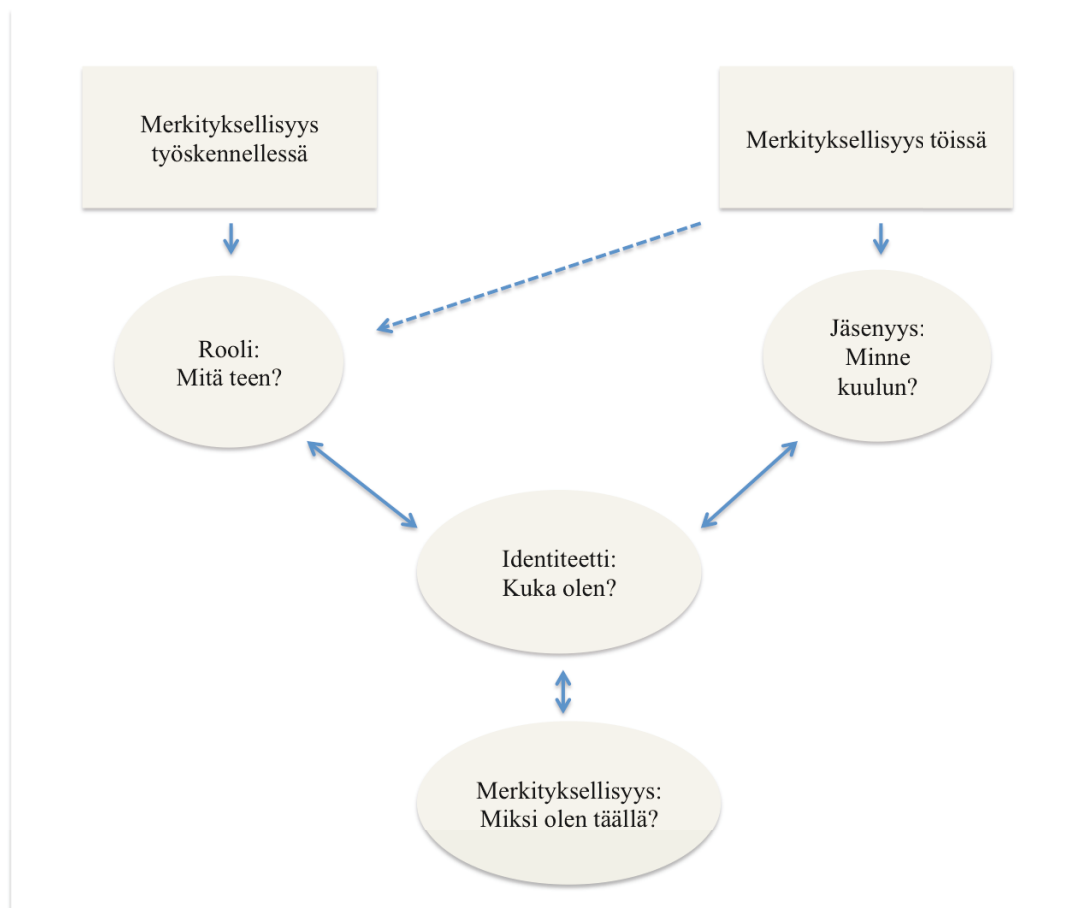 Merkityksellisyys
työskennellessä
Merkityksellisyys töissä
Rooli:
Mitä teen?
Jäsenyys:
Minne
kuulun?
Identiteetti:
Kuka olen?
Merkityksellisyys:
Miksi olen täällä?